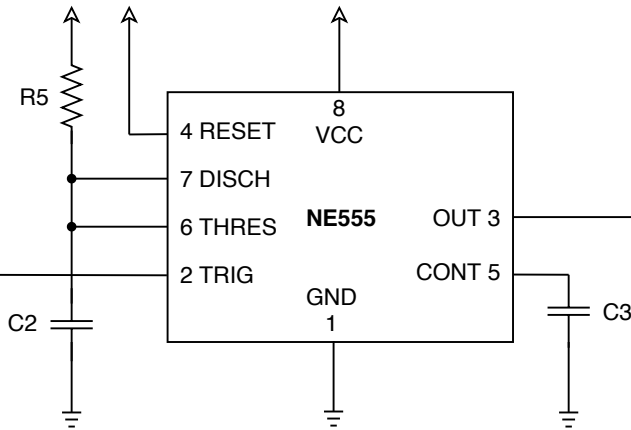 R5
8
VCC
4 RESET
7 DISCH
6 THRES
NE555
OUT 3
2 TRIG
CONT 5
GND
1
C2
C3